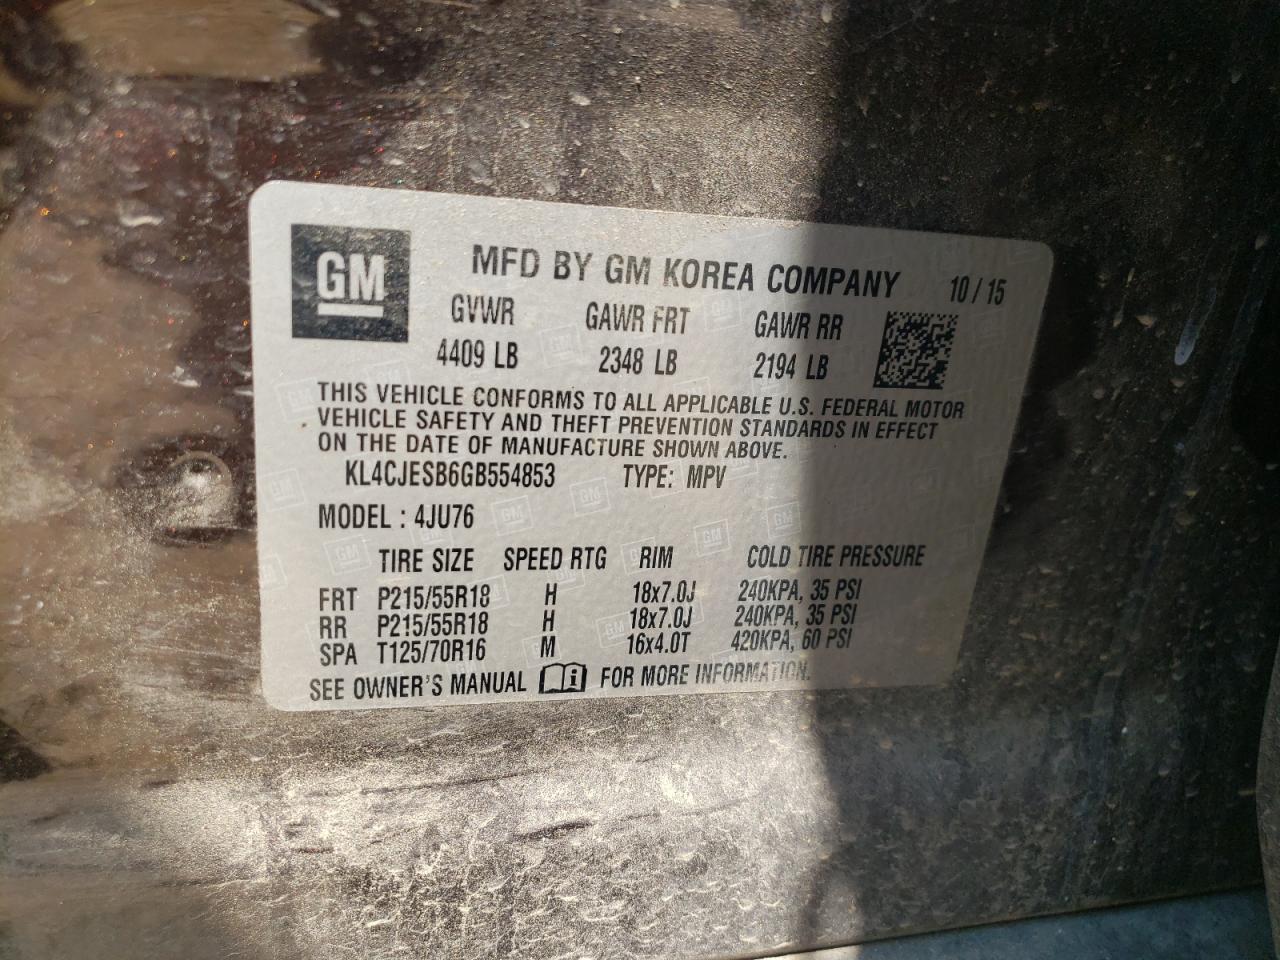 GM
MFD BY GM KOREA COMPANY 10 / 15
GVWR GAWR FRT GAWR RR
4409 LB 2348 LB 2194 LB
THIS VEHICLE CONFORMS TO ALL APPLICABLE U.S. FEDERAL MOTOR
VEHICLE SAFETY AND THEFT PREVENTION STANDARDS IN EFFECT
ON THE DATE OF MANUFACTURE SHOWN ABOVE.
KL4CJESB6GB554853 TYPE: MPV
MODEL : 4JU76
TIRE SIZE SPEED RTG RIM COLD TIRE PRESSURE
FRT P215/55R18 H 18x7.0J 240KPA, 35 PSI
RR P215/55R18 H 18x7.0J 240KPA, 35 PSI
SPA T125/70R16 M 16x4.0T 420KPA, 60 PSI
SEE OWNER'S MANUAL i FOR MORE INFORMATION.